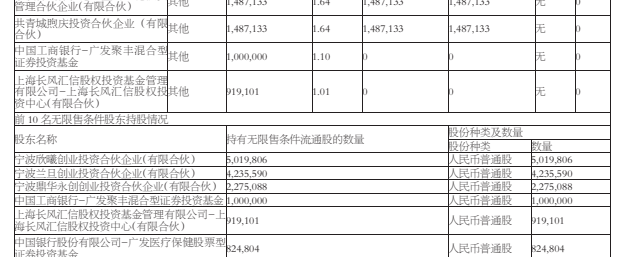 管理合伙企业(有限合伙) 其他 1,487,133 1.64 1,487,133 1,487,133 无 0
共青城煦庆投资合伙企业（有限
合伙） 其他 1,487,133 1.64 1,487,133 1,487,133 无 0
中国工商银行－广发聚丰混合型
证券投资基金 其他 1,000,000 1.10 0 0 无 0
上海长风汇信股权投资基金管理
有限公司－上海长风汇信股权投
资中心(有限合伙) 其他 919,101 1.01 0 0 无 0
前 10 名无限售条件股东持股情况
股东名称 持有无限售条件流通股的数量 股份种类及数量
股份种类 数量
宁波欣曦创业投资合伙企业(有限合伙) 5,019,806 人民币普通股 5,019,806
宁波兰旦创业投资合伙企业(有限合伙) 4,235,590 人民币普通股 4,235,590
宁波鼎华永创创业投资合伙企业(有限合伙) 2,275,088 人民币普通股 2,275,088
中国工商银行－广发聚丰混合型证券投资基金 1,000,000 人民币普通股 1,000,000
上海长风汇信股权投资基金管理有限公司－上
海长风汇信股权投资中心(有限合伙) 919,101 人民币普通股 919,101
中国银行股份有限公司－广发医疗保健股票型
证券投资基金 824,804 人民币普通股 824,804